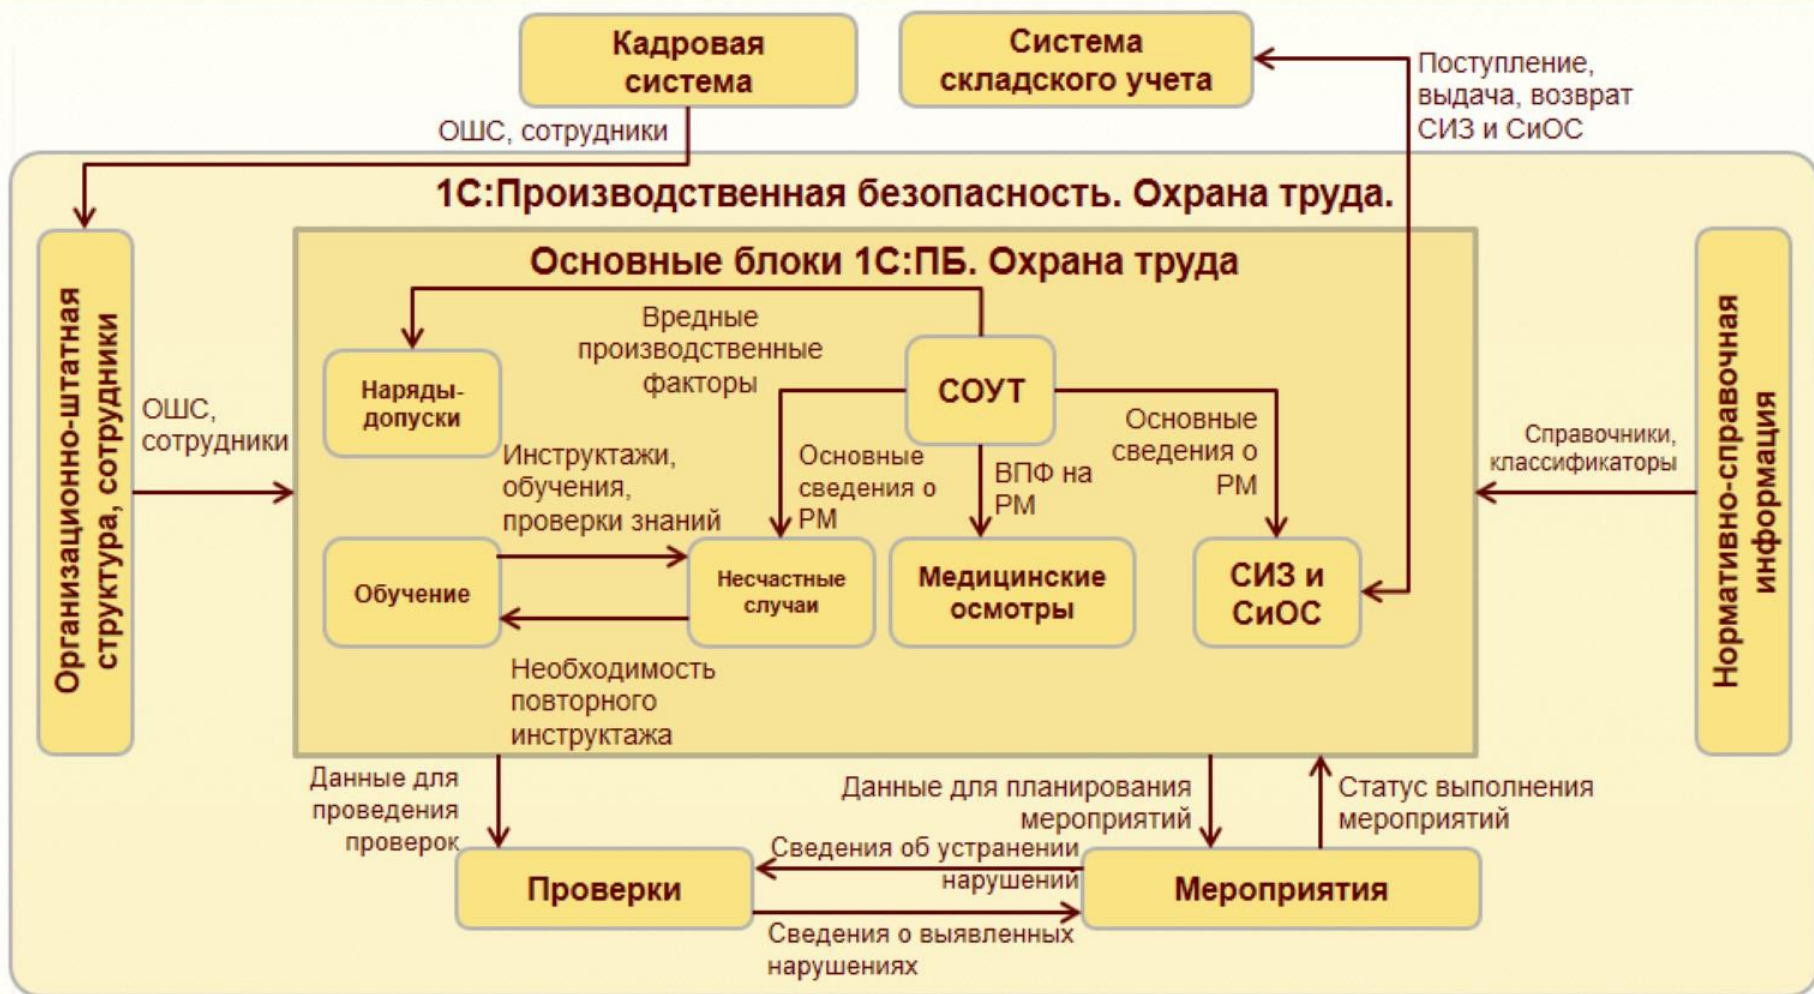 Кадровая
система
Система
складского учета
Поступление,
выдача, возврат
СИЗ и СиОС
ОШС, сотрудники
1С:Производственная безопасность. Охрана труда.
Организационно-штатная
структура, сотрудники
ОШС,
сотрудники
Основные блоки 1С:ПБ. Охрана труда
Вредные
производственные
факторы
Наряды-
допуски
СОУТ
Инструктажи,
обучения,
проверки знаний
Основные
сведения о
РМ
ВПФ на
РМ
Основные
сведения о
РМ
Обучение
Несчастные
случаи
Медицинские
осмотры
СИЗ и
СиОС
Необходимость
повторного
инструктажа
Справочники,
классификаторы
Нормативно-справочная
информация
Данные для
проведения
проверок
Данные для планирования
мероприятий
Статус выполнения
мероприятий
Сведения об устранении
нарушений
Проверки
Мероприятия
Сведения о выявленных
нарушениях